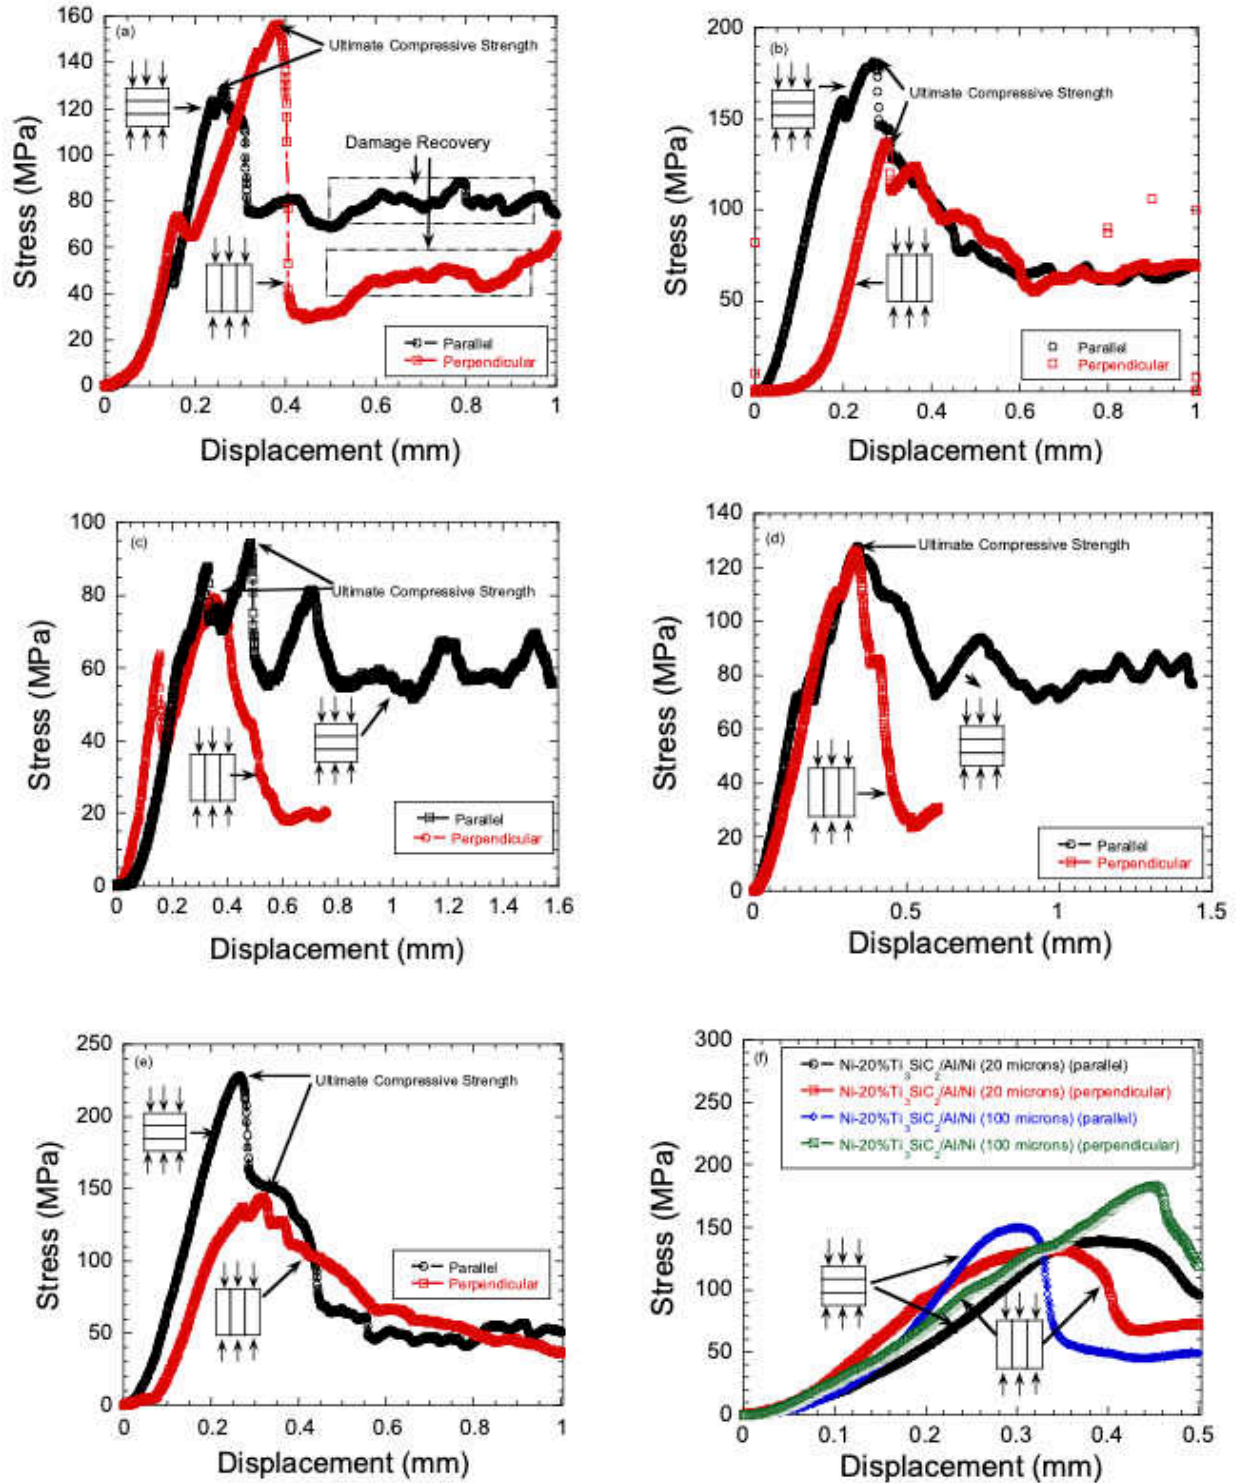 (a)
Ultimate Compressive Strength
Damage Recovery
Parallel
Perpendicular
Stress (MPa)
0 20 40 60 80 100 120 140 160
0 0.2 0.4 0.6 0.8 1
Displacement (mm)
(b)
Ultimate Compressive Strength
Parallel
Perpendicular
Stress (MPa)
0 50 100 150 200
0 0.2 0.4 0.6 0.8 1
Displacement (mm)
(c)
Ultimate Compressive Strength
Parallel
Perpendicular
Stress (MPa)
0 20 40 60 80 100
0 0.2 0.4 0.6 0.8 1 1.2 1.4 1.6
Displacement (mm)
(d)
Ultimate Compressive Strength
Parallel
Perpendicular
Stress (MPa)
0 20 40 60 80 100 120 140
0 0.5 1 1.5
Displacement (mm)
(e)
Ultimate Compressive Strength
Parallel
Perpendicular
Stress (MPa)
0 50 100 150 200 250
0 0.2 0.4 0.6 0.8 1
Displacement (mm)
(f)
Ni-20%Ti3SiC2/Al/Ni (20 microns) (parallel)
Ni-20%Ti3SiC2/Al/Ni (20 microns) (perpendicular)
Ni-20%Ti3SiC2/Al/Ni (100 microns) (parallel)
Ni-20%Ti3SiC2/Al/Ni (100 microns) (perpendicular)
Stress (MPa)
0 50 100 150 200 250 300
0 0.1 0.2 0.3 0.4 0.5
Displacement (mm)